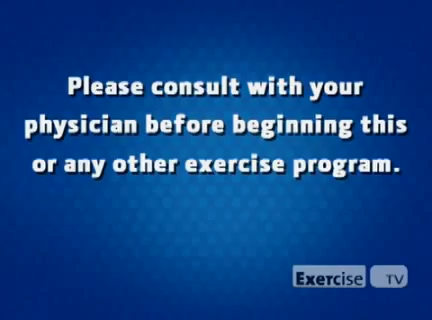 Please consult with your
physician before beginning this
or any other exercise program.
Exercise TV